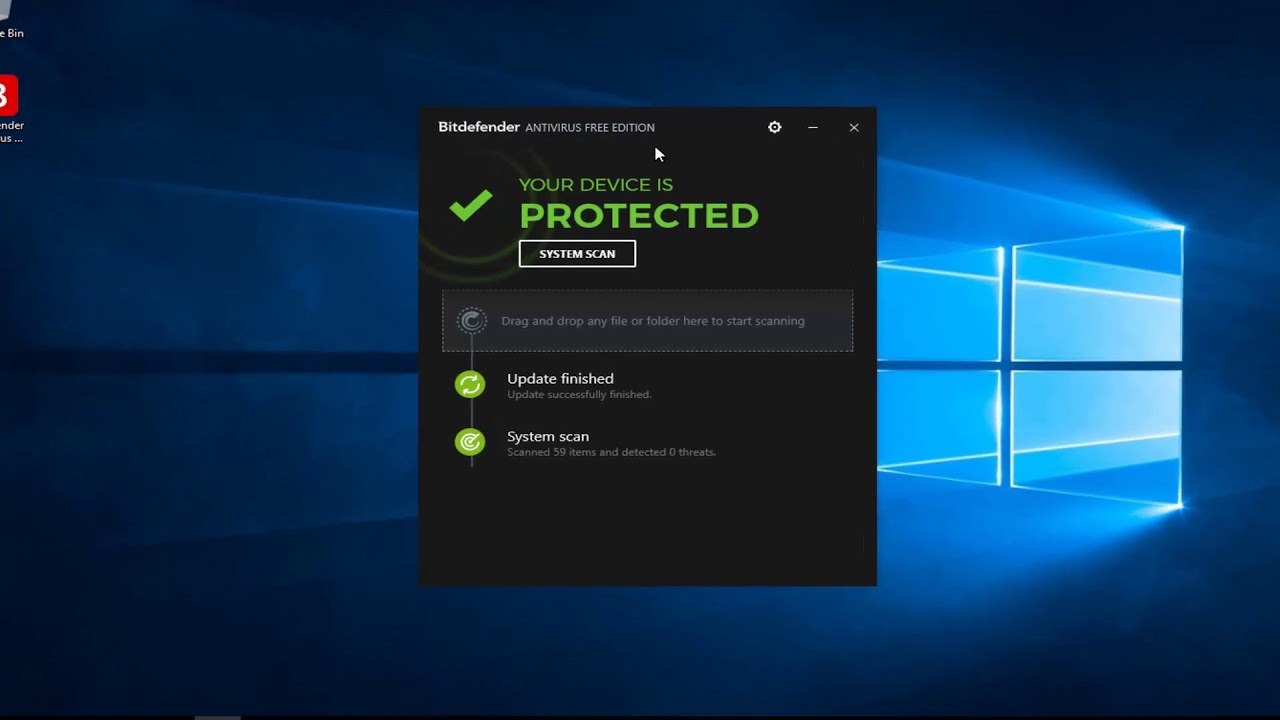 e Bin
B
ender
us ...
Bitdefender ANTIVIRUS FREE EDITION
YOUR DEVICE IS
PROTECTED
SYSTEM SCAN
Drag and drop any file or folder here to start scanning
Update finished
Update successfully finished.
System scan
Scanned 59 items and detected 0 threats.